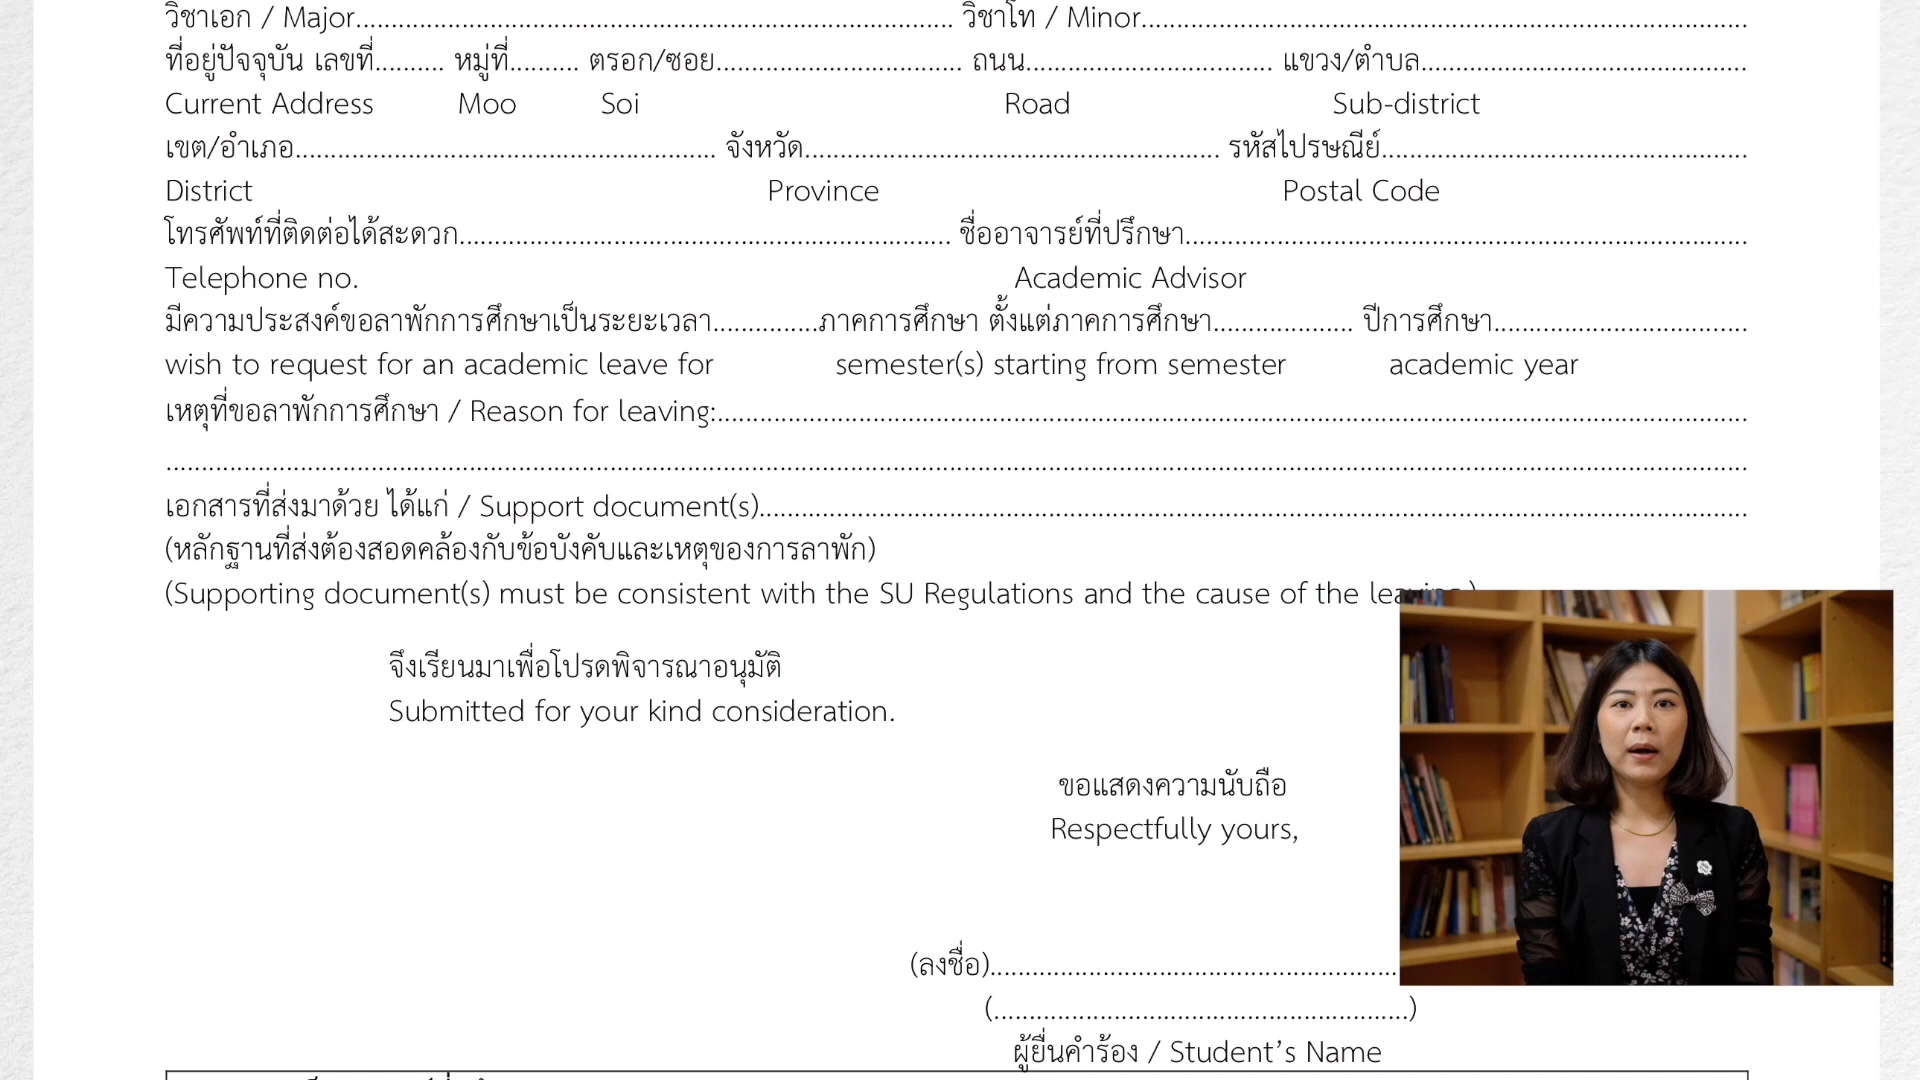 วิชาเอก / Major..................................................................................... วิชาโท / Minor......................................................................................
ที่อยู่ปัจจุบัน เลขที่.......... หมู่ที่.......... ตรอก/ซอย................................... ถนน................................... แขวง/ตำบล..............................................
Current Address Moo Soi Road Sub-district
เขต/อำเภอ............................................................ จังหวัด........................................................... รหัสไปรษณีย์....................................................
District Province Postal Code
โทรศัพท์ที่ติดต่อได้สะดวก...................................................................... ชื่ออาจารย์ที่ปรึกษา................................................................................
Telephone no. Academic Advisor
มีความประสงค์ขอลาพักการศึกษาเป็นระยะเวลา...............ภาคการศึกษา ตั้งแต่ภาคการศึกษา.................... ปีการศึกษา....................................
wish to request for an academic leave for semester(s) starting from semester academic year
เหตุที่ขอลาพักการศึกษา / Reason for leaving:..................................................................................................................................................
................................................................................................................................................................................................................................
เอกสารที่ส่งมาด้วย ได้แก่ / Support document(s)............................................................................................................................................
(หลักฐานที่ส่งต้องสอดคล้องกับข้อบังคับและเหตุของการลาพัก)
(Supporting document(s) must be consistent with the SU Regulations and the cause of the
จึงเรียนมาเพื่อโปรดพิจารณาอนุมัติ
Submitted for your kind consideration.
ขอแสดงความนับถือ
Respectfully yours,
(ลงชื่อ)..........................................................
(...........................................................)
ผู้ยื่นคำร้อง / Student’s Name